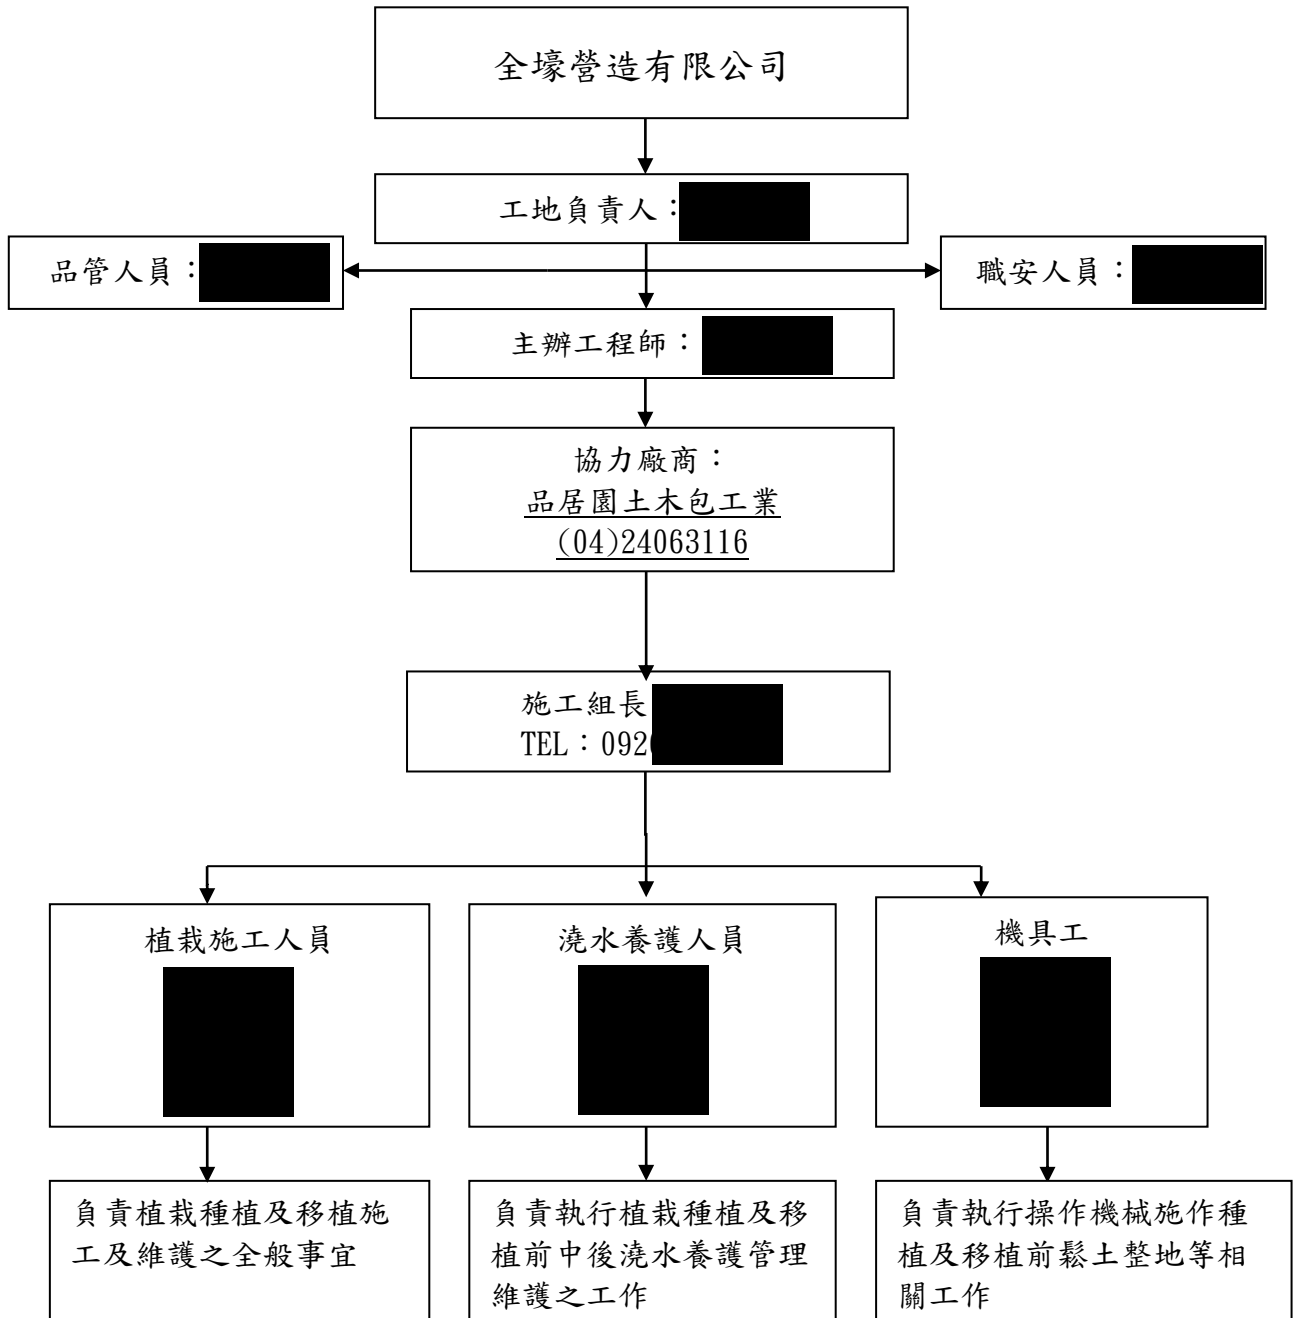 全壕營造有限公司
工地負責人：
品管人員：
職安人員：
主辦工程師：
協力廠商：
品居園土木包工業
(04)24063116
施工組長
TEL：092
植栽施工人員
澆水養護人員
機具工
負責植栽種植及移植施
工及維護之全般事宜
負責執行植栽種植及移
植前中後澆水養護管理
維護之工作
負責執行操作機械施作種
植及移植前鬆土整地等相
關工作